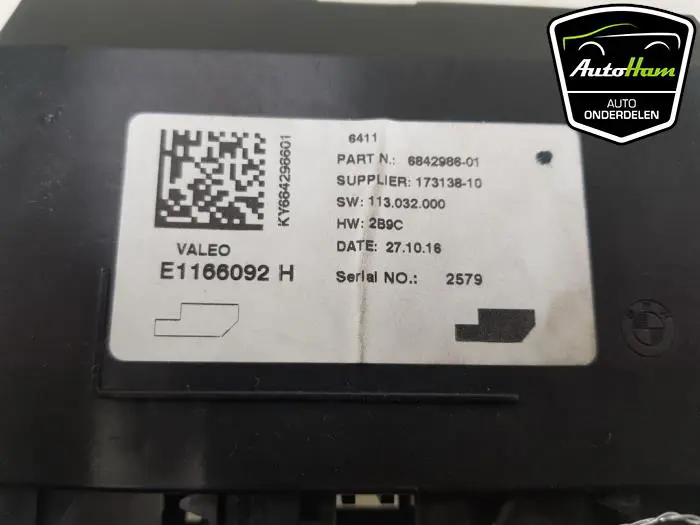 AutoHam
AUTO
ONDERDELEN
6411
PART N.: 6842986-01
SUPPLIER: 173138-10
SW: 113.032.000
HW: 2B9C
DATE: 27.10.16
Serial NO.: 2579
KY684298601
VALEO
E1166092 H